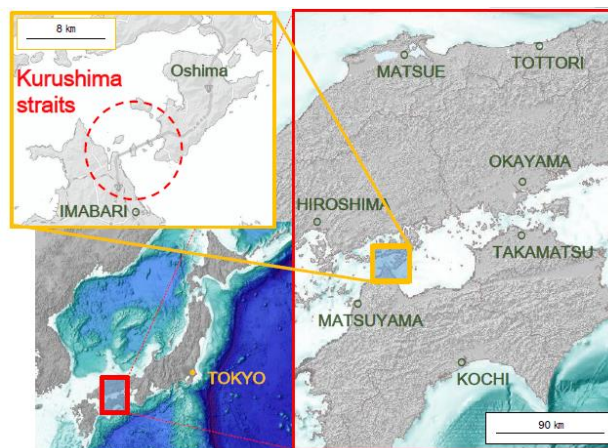 8 km
Oshima
Kurushima
straits
IMABARI
MATSUE
TOTTORI
OKAYAMA
HIROSHIMA
TAKAMATSU
MATSUYAMA
KOCHI
TOKYO
90 km